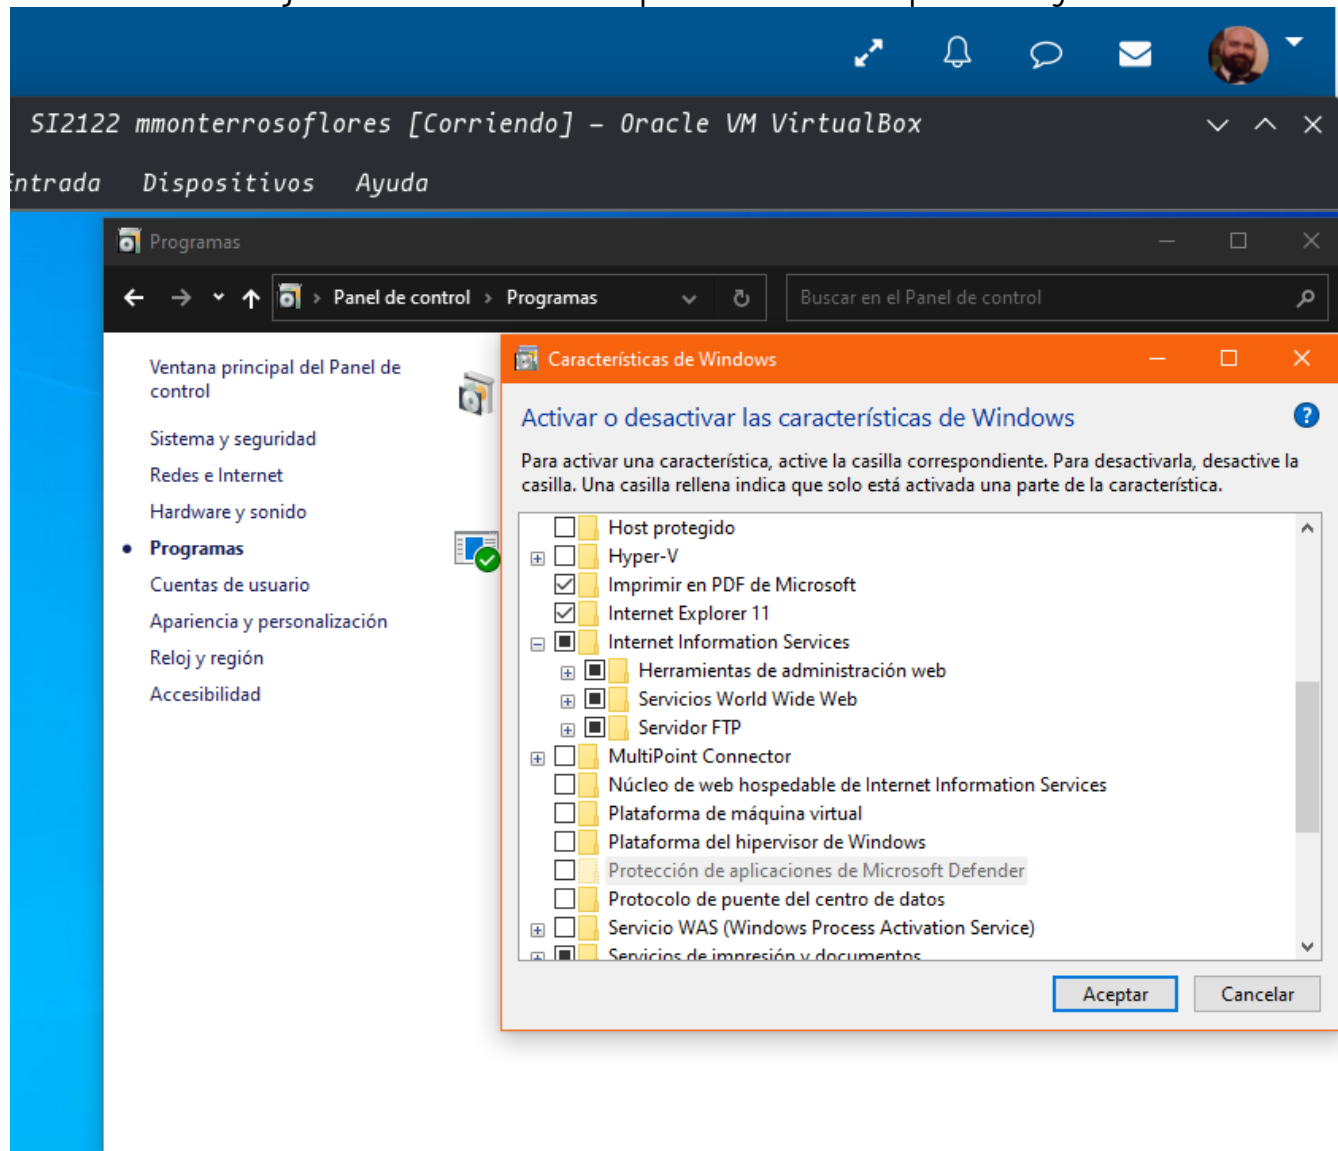 SI2122 mmonterrosoflores [Corriendo] – Oracle VM VirtualBox
Entrada Dispositivos Ayuda
Programas
Panel de control > Programas
Buscar en el Panel de control
Ventana principal del Panel de
control
Sistema y seguridad
Redes e Internet
Hardware y sonido
Programas
Cuentas de usuario
Apariencia y personalización
Reloj y región
Accesibilidad
Características de Windows
Activar o desactivar las características de Windows
Para activar una característica, active la casilla correspondiente. Para desactivarla, desactive la
casilla. Una casilla rellena indica que solo está activada una parte de la característica.
Host protegido
Hyper-V
Imprimir en PDF de Microsoft
Internet Explorer 11
Internet Information Services
Herramientas de administración web
Servicios World Wide Web
Servidor FTP
MultiPoint Connector
Núcleo de web hospedable de Internet Information Services
Plataforma de máquina virtual
Plataforma del hipervisor de Windows
Protección de aplicaciones de Microsoft Defender
Protocolo de puente del centro de datos
Servicio WAS (Windows Process Activation Service)
Servicios de impresión y documentos
Aceptar
Cancelar